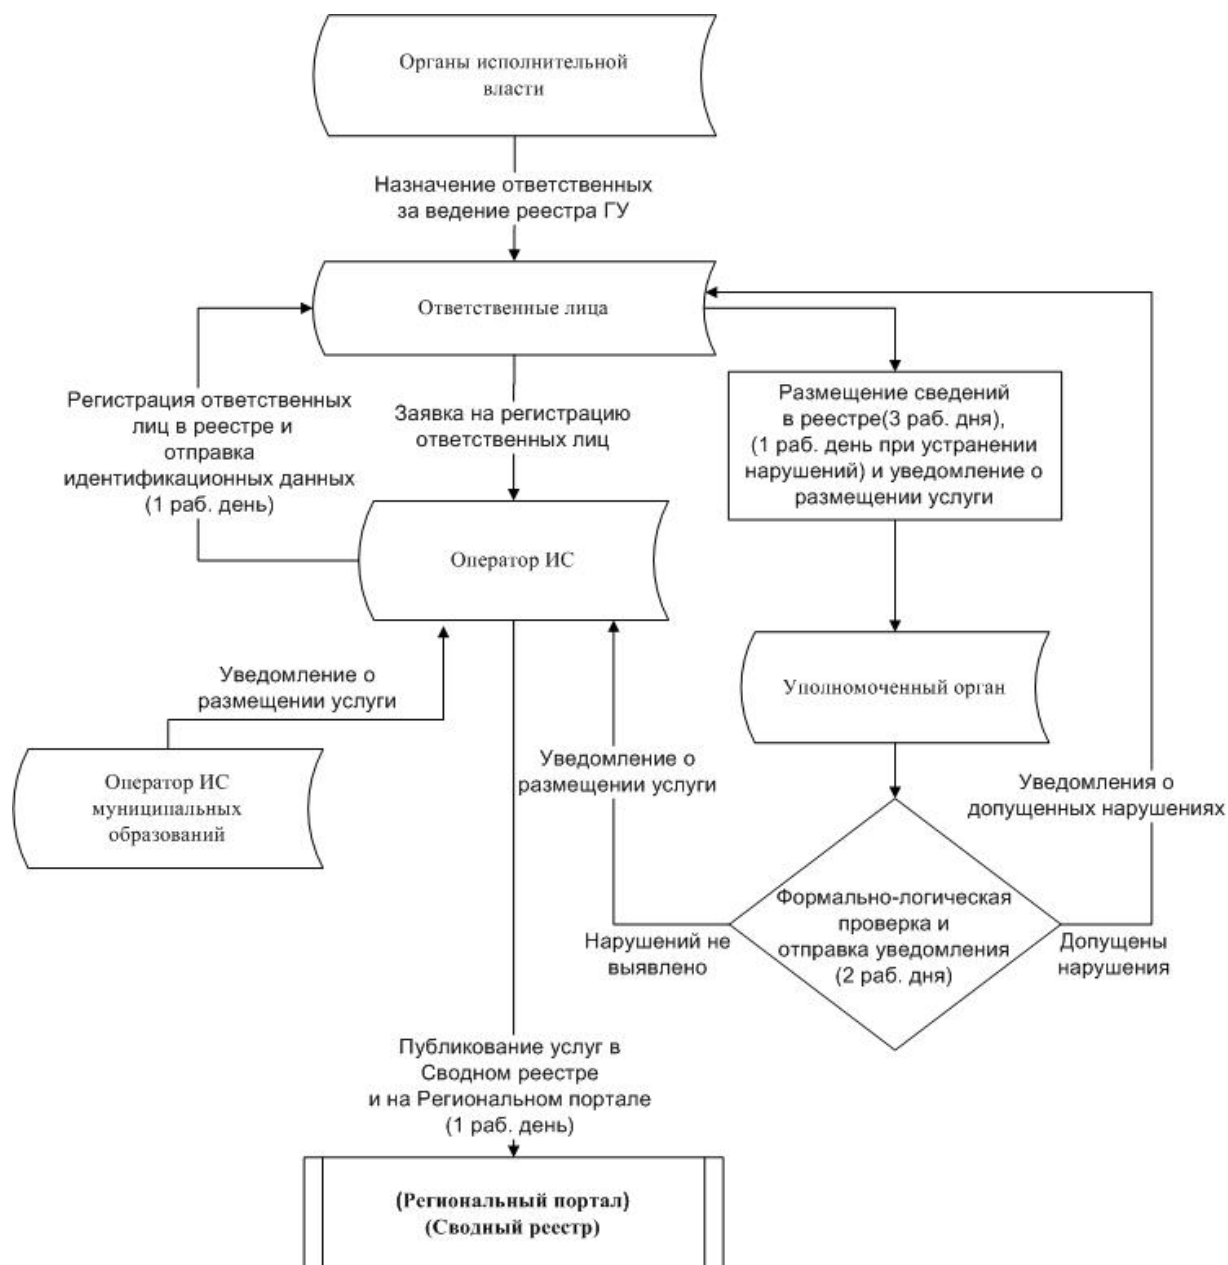 Органы исполнительной
власти
Назначение ответственных
за ведение реестра ГУ
Ответственные лица
Регистрация ответственных
лиц в реестре и
отправка
идентификационных данных
(1 раб. день)
Заявка на регистрацию
ответственных лиц
Размещение сведений
в реестре(3 раб. дня),
(1 раб. день при устранении
нарушений) и уведомление о
размещении услуги
Оператор ИС
Уведомление о
размещении услуги
Уполномоченный орган
Оператор ИС
муниципальных
образований
Уведомление о
размещении услуги
Уведомления о
допущенных нарушениях
Формально-логическая
проверка и
отправка уведомления
(2 раб. дня)
Нарушений не
выявлено
Допущены
нарушения
Публикование услуг в
Сводном реестре
и на Региональном портале
(1 раб. день)
(Региональный портал)
(Сводный реестр)